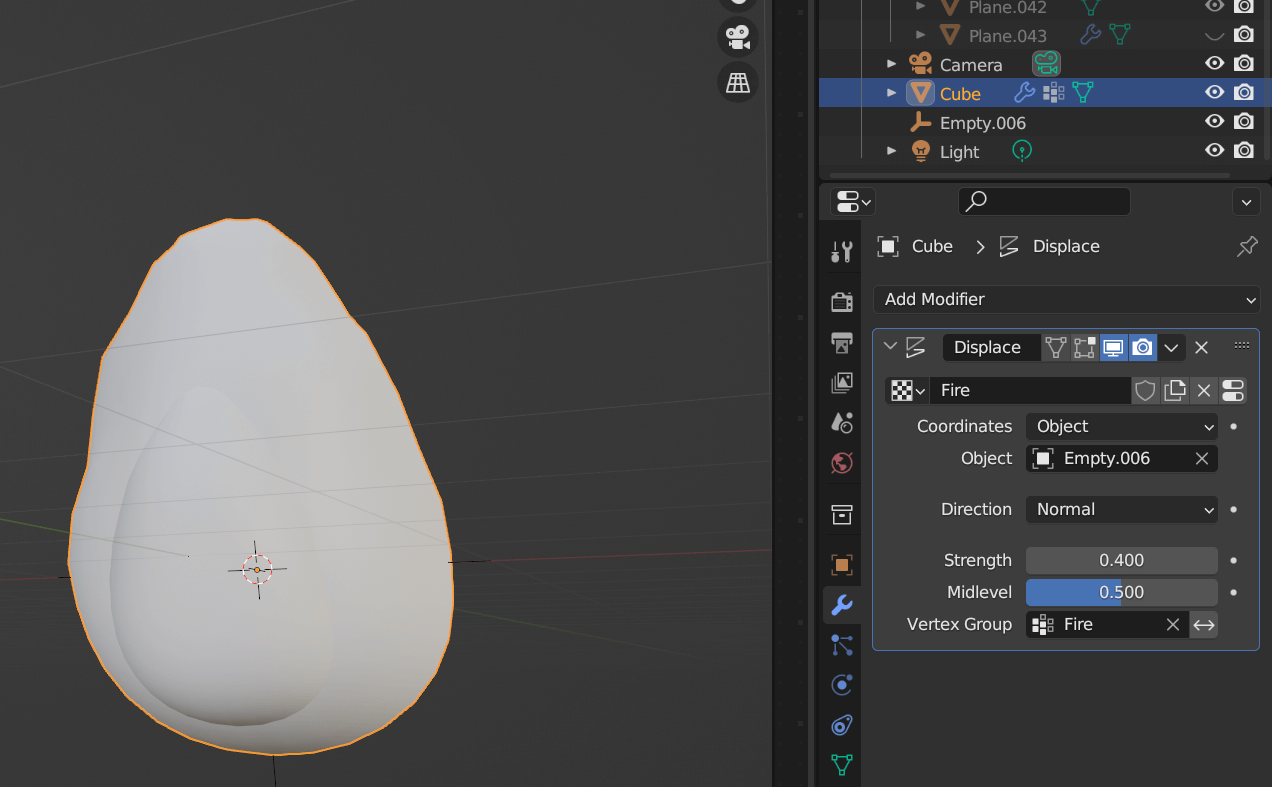 Plane.042
Plane.043
Camera
Cube
Empty.006
Light
Cube > Displace
Add Modifier
Displace
Fire
Coordinates Object
Object Empty.006
Direction Normal
Strength 0.400
Midlevel 0.500
Vertex Group Fire